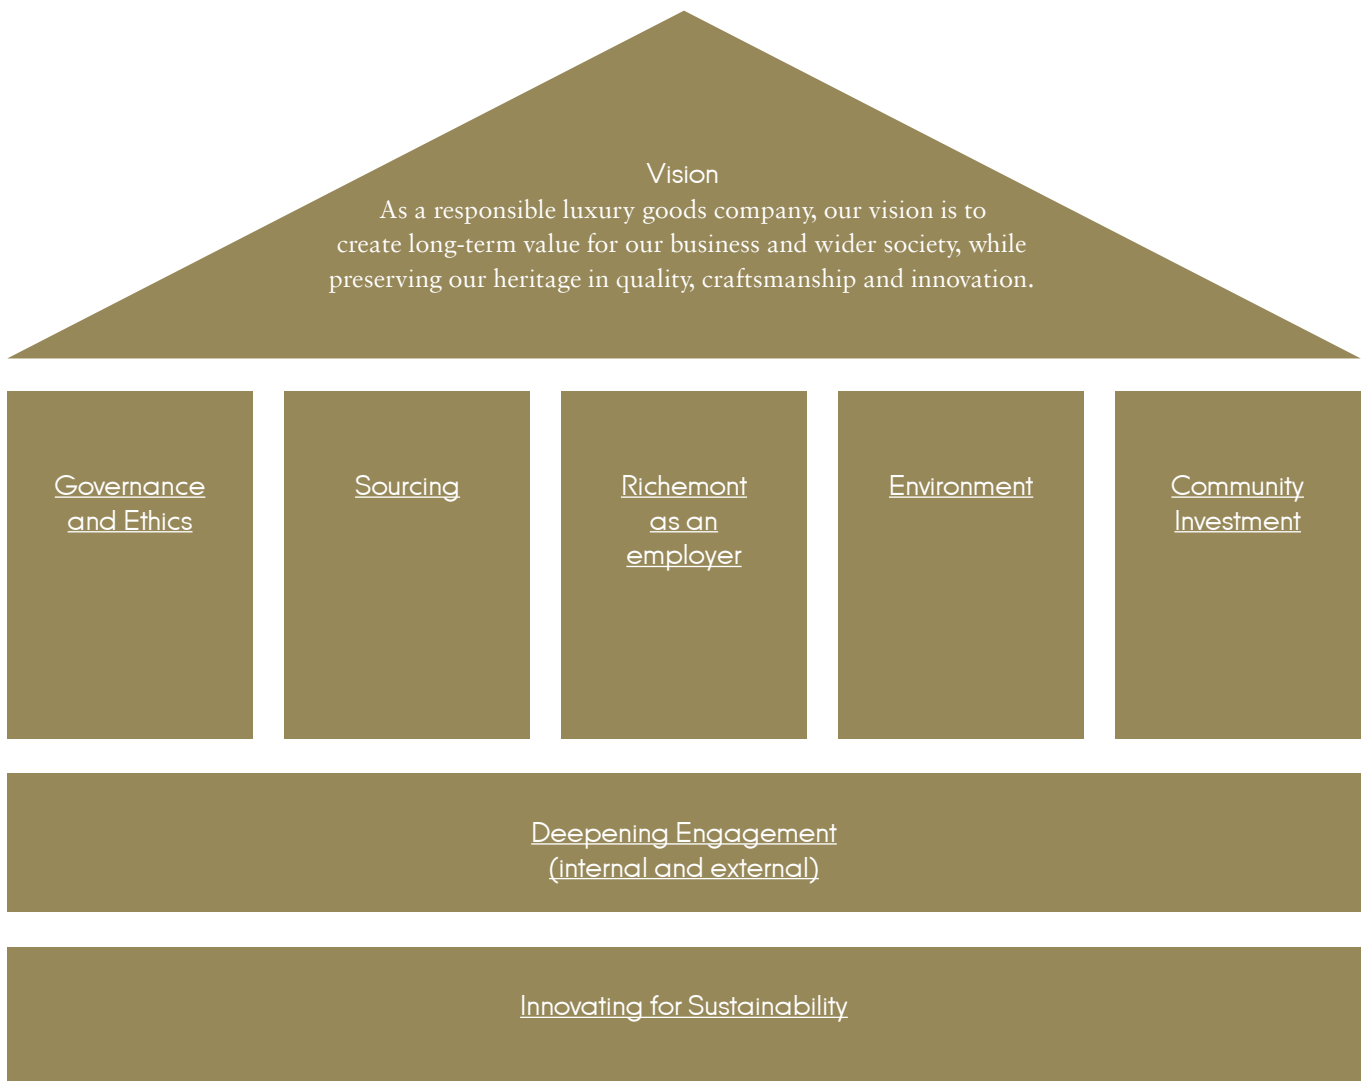 Vision
As a responsible luxury goods company, our vision is to
create long-term value for our business and wider society, while
preserving our heritage in quality, craftsmanship and innovation.
Governance
and Ethics
Sourcing
Richemont
as an
employer
Environment
Community
Investment
Deepening Engagement
(internal and external)
Innovating for Sustainability